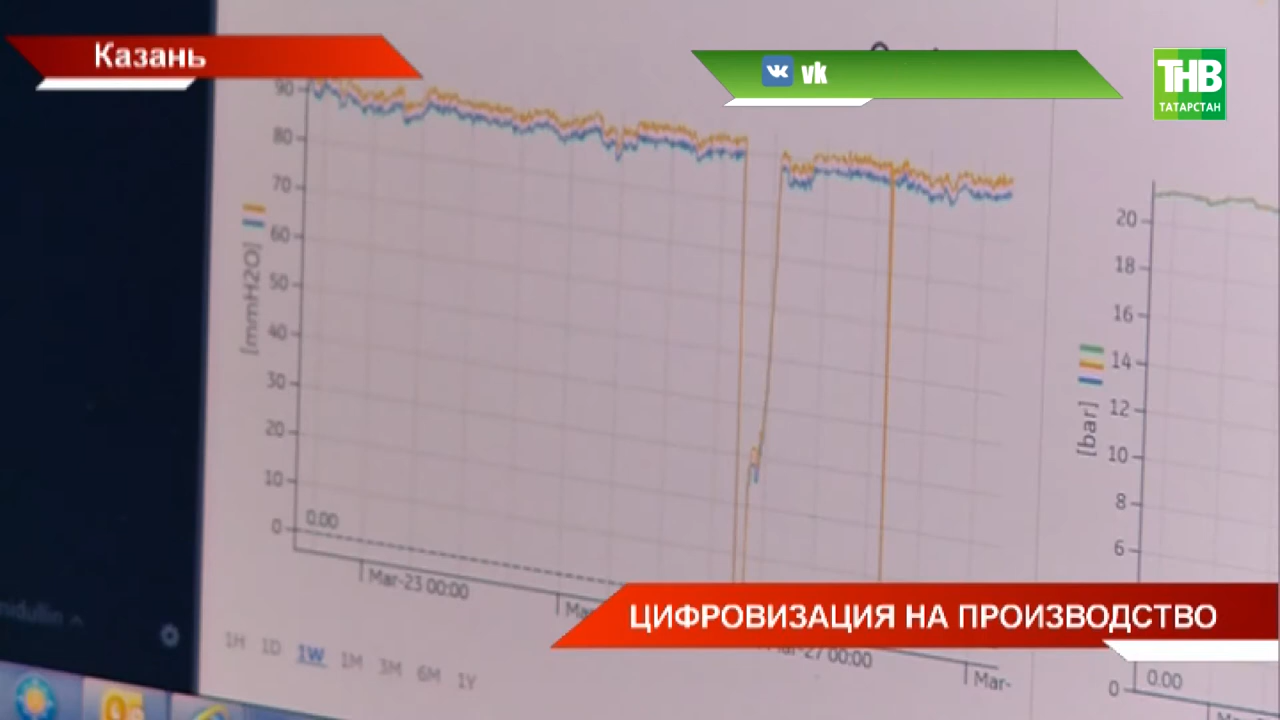 Казань
vk
ТНВ
ТАТАРСТАН
90
80
70
60
50
40
30
20
10
0
[mmH2O]
0.00
Mar-23 00:00
Mar-27 00:00
Mar-
1H 1D 1W 1M 3M 6M 1Y
20
18
16
14
12
10
8
6
0
[bar]
0.00
ЦИФРОВИЗАЦИЯ НА ПРОИЗВОДСТВО